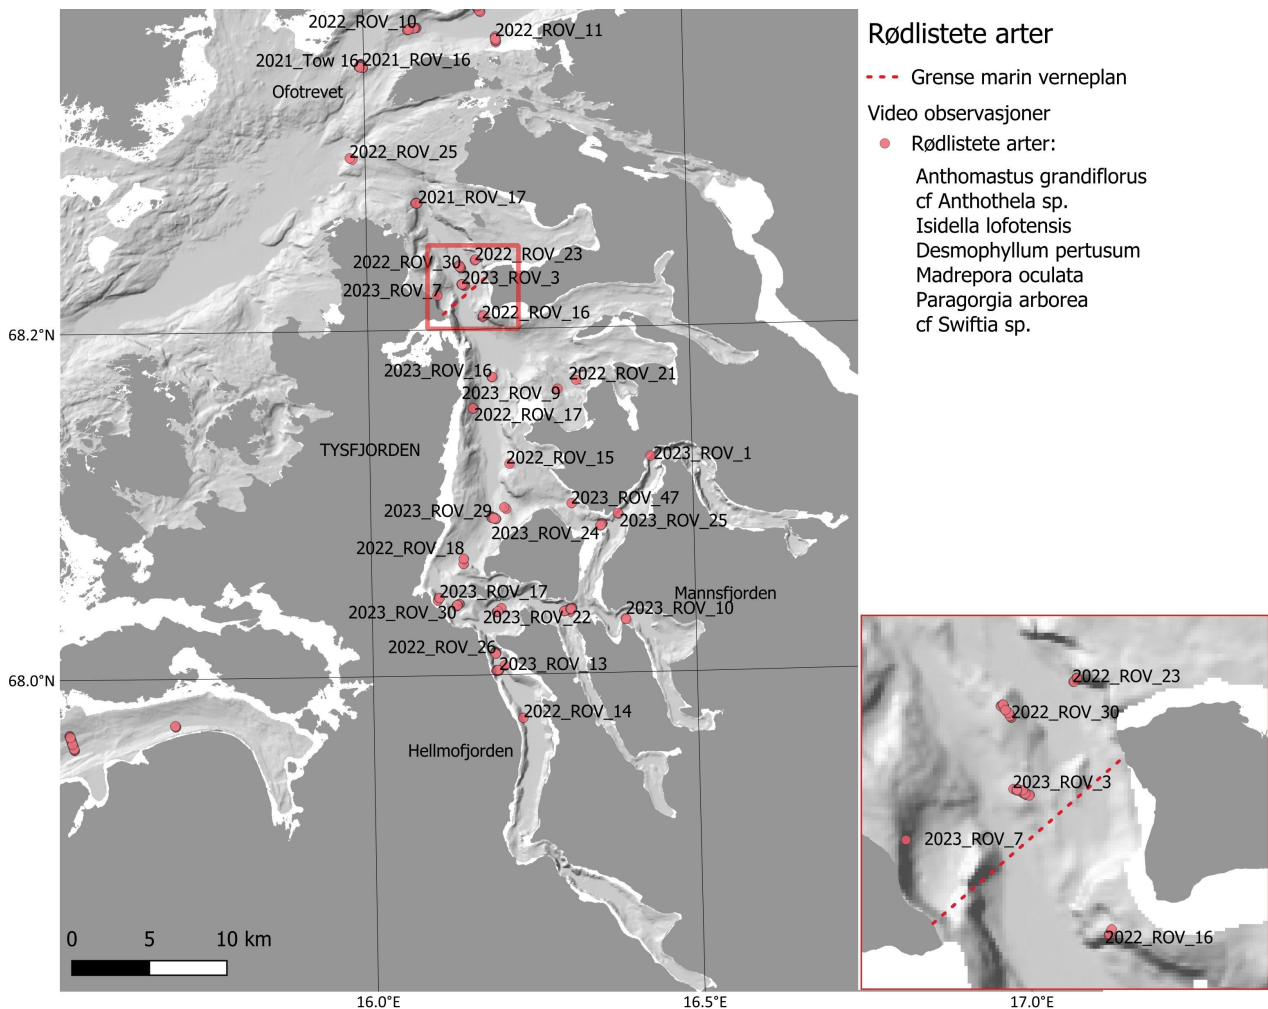 2022_ROV_10
2022_ROV_11
2021_Tow 16
2021_ROV_16
Ofotrevet
2022_ROV_25
2021_ROV_17
2022_ROV_23
2022_ROV_30
2023_ROV_3
2023_ROV_7
2022_ROV_16
68.2°N
2023_ROV_16
2022_ROV_21
2023_ROV_9
2022_ROV_17
TYSFJORDEN
2023_ROV_1
2022_ROV_15
2023_ROV_47
2023_ROV_29
2023_ROV_25
2023_ROV_24
2022_ROV_18
2023_ROV_17
Mannsfjorden
2023_ROV_30
2023_ROV_22
2023_ROV_10
2022_ROV_26
2023_ROV_13
68.0°N
2022_ROV_14
Hellmofjorden
0 5 10 km
16.0°E
16.5°E
17.0°E
Rødlistete arter
Grense marin verneplan
Video observasjoner
Rødlistete arter:
Anthomastus grandiflorus
cf Anthothela sp.
Isidella lofotensis
Desmophyllum pertusum
Madrepora oculata
Paragorgia arborea
cf Swiftia sp.
2022_ROV_23
2022_ROV_30
2023_ROV_3
2023_ROV_7
2022_ROV_16